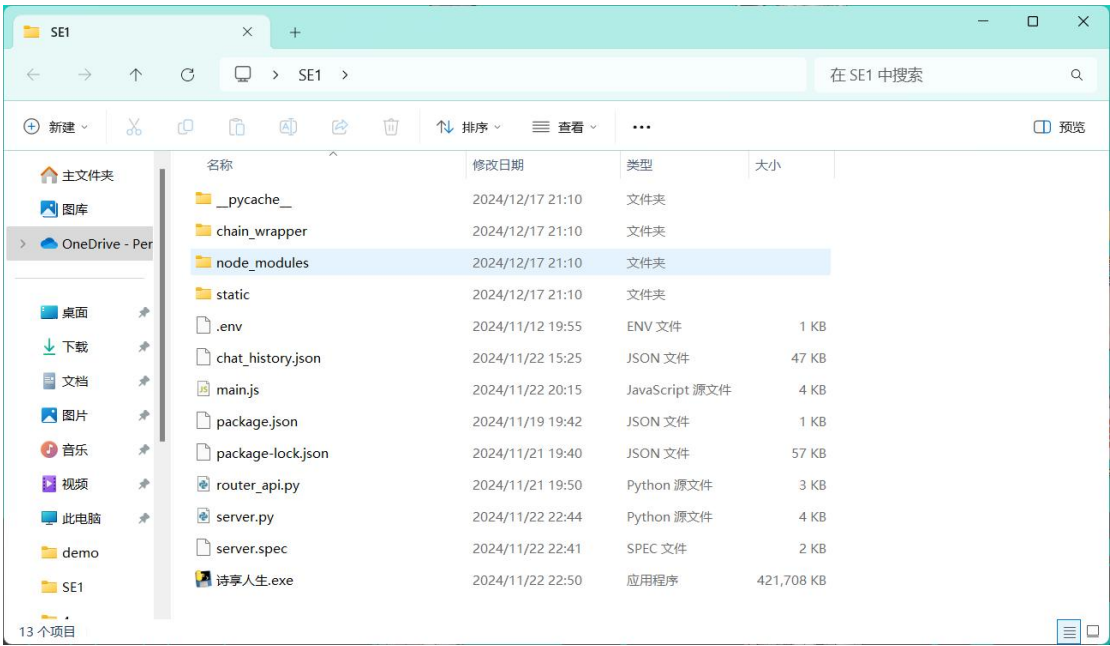 SE1
SE1
在 SE1 中搜索
新建
排序
查看
预览
主文件夹
图库
OneDrive - Per
桌面
下载
文档
图片
音乐
视频
此电脑
demo
SE1
名称 修改日期 类型 大小
__pycache__ 2024/12/17 21:10 文件夹
chain_wrapper 2024/12/17 21:10 文件夹
node_modules 2024/12/17 21:10 文件夹
static 2024/12/17 21:10 文件夹
.env 2024/11/12 19:55 ENV 文件 1 KB
chat_history.json 2024/11/22 15:25 JSON 文件 47 KB
main.js 2024/11/22 20:15 JavaScript 源文件 4 KB
package.json 2024/11/19 19:42 JSON 文件 1 KB
package-lock.json 2024/11/21 19:40 JSON 文件 57 KB
router_api.py 2024/11/21 19:50 Python 源文件 3 KB
server.py 2024/11/22 22:44 Python 源文件 4 KB
server.spec 2024/11/22 22:41 SPEC 文件 2 KB
诗享人生.exe 2024/11/22 22:50 应用程序 421,708 KB
13 个项目